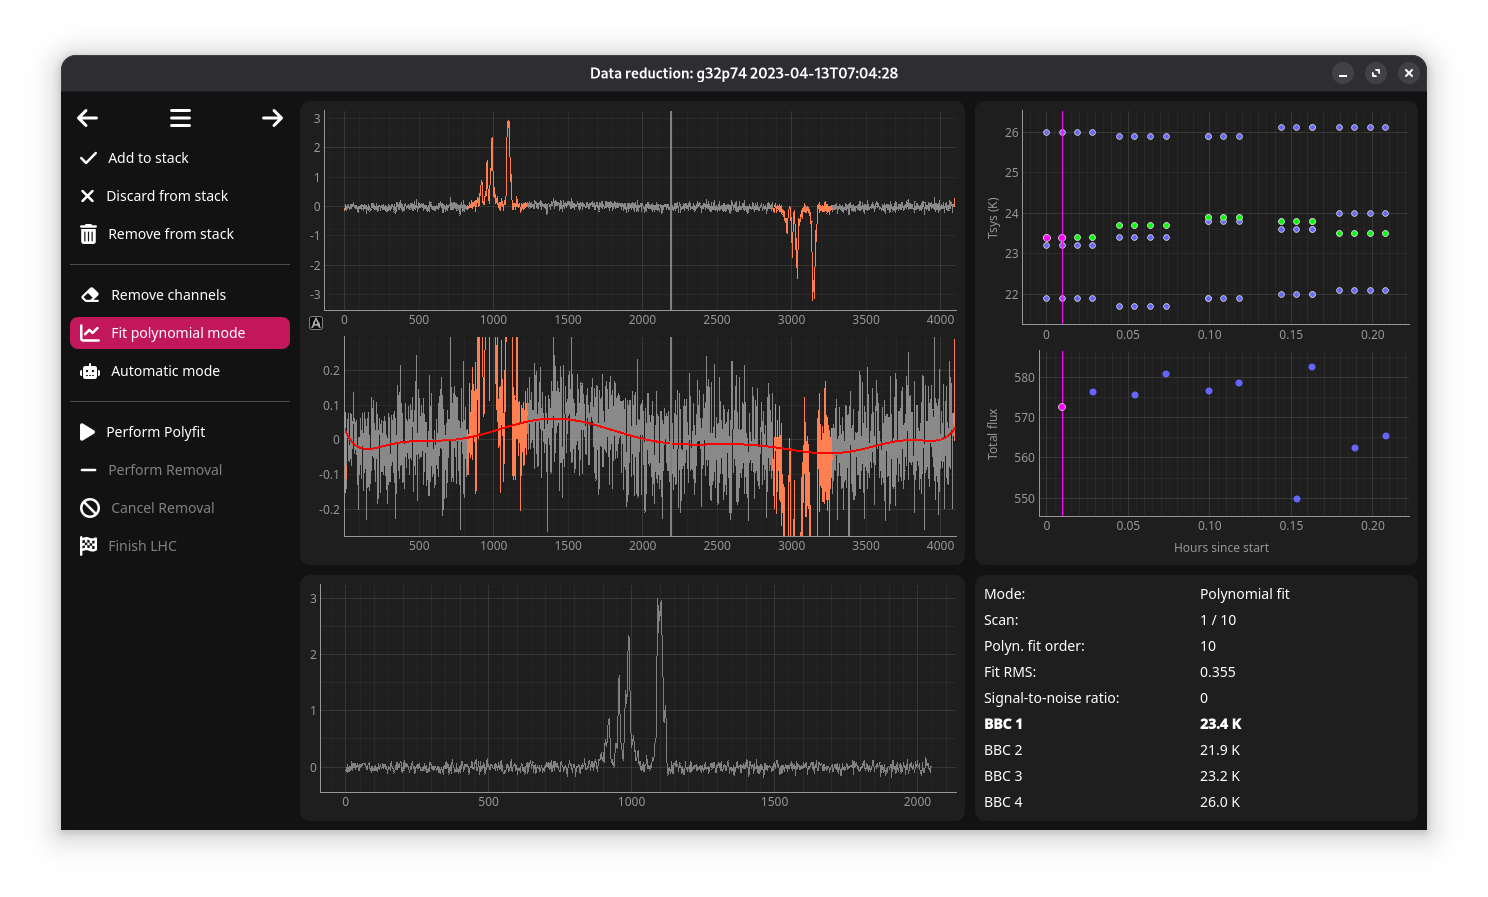 Data reduction: g32p74 2023-04-13T07:04:28
Add to stack
Discard from stack
Remove from stack
Remove channels
Fit polynomial mode
Automatic mode
Perform Polyfit
Perform Removal
Cancel Removal
Finish LHC
3
2
1
0
-1
-2
-3
A
0 500 1000 1500 2000 2500 3000 3500 4000
0.2
0.1
0
-0.1
-0.2
500 1000 1500 2000 2500 3000 3500 4000
3
2
1
0
0 500 1000 1500 2000
Tsys (K)
26
25
24
23
22
0 0.05 0.10 0.15 0.20
Total flux
580
570
560
550
0 0.05 0.10 0.15 0.20
Hours since start
Mode: Polynomial fit
Scan: 1 / 10
Polyn. fit order: 10
Fit RMS: 0.355
Signal-to-noise ratio: 0
BBC 1 23.4 K
BBC 2 21.9 K
BBC 3 23.2 K
BBC 4 26.0 K